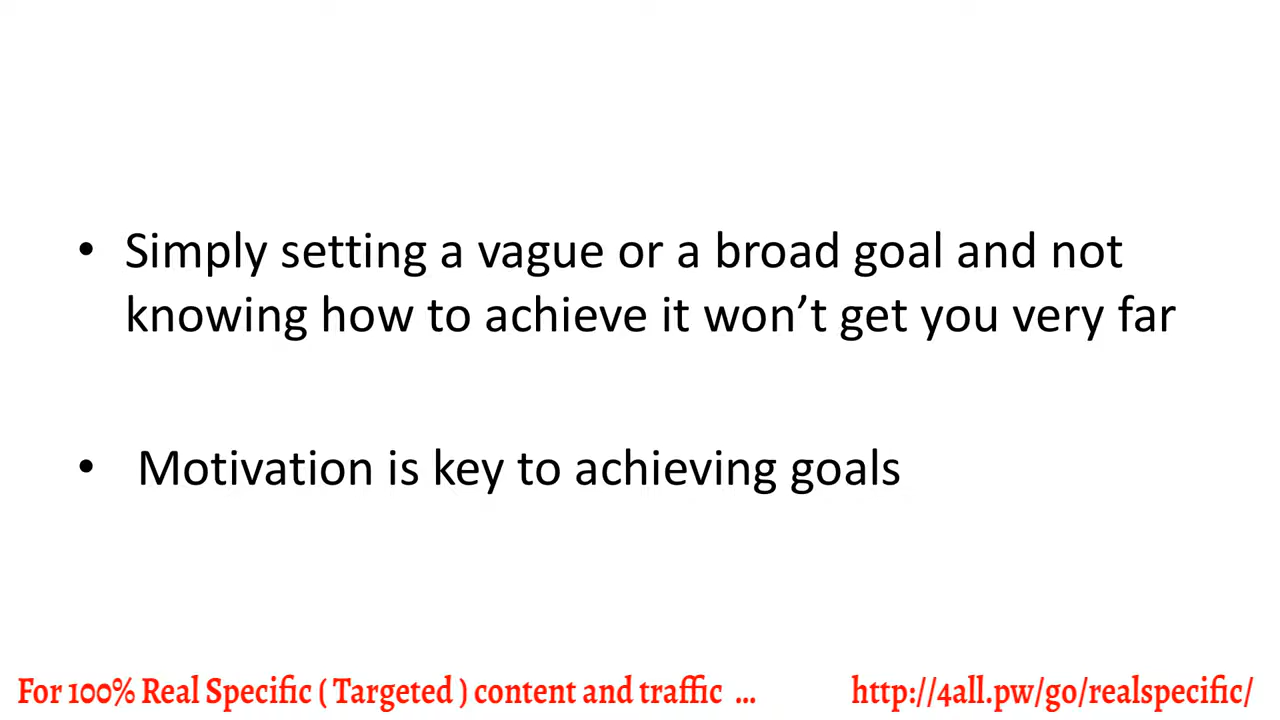 • Simply setting a vague or a broad goal and not
knowing how to achieve it won’t get you very far
• Motivation is key to achieving goals
For 100% Real Specific ( Targeted ) content and traffic ... http://4all.pw/go/realspecific/